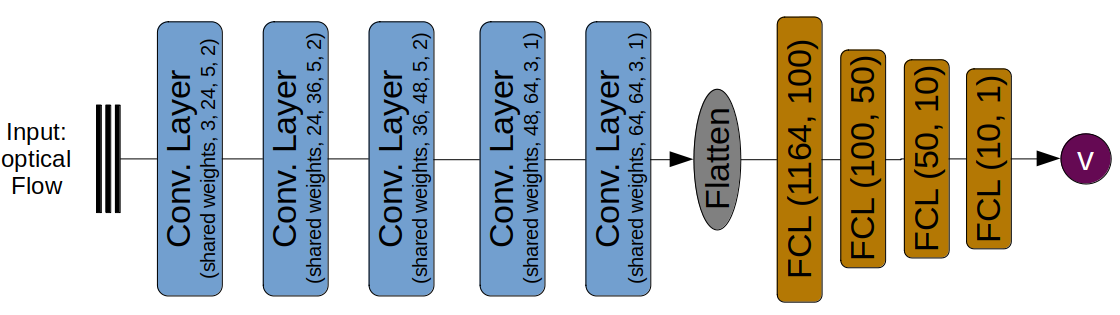 Input:
optical
Flow
Conv. Layer
(shared weights, 3, 24, 5, 2)
Conv. Layer
(shared weights, 24, 36, 5, 2)
Conv. Layer
(shared weights, 36, 48, 5, 2)
Conv. Layer
(shared weights, 48, 64, 3, 1)
Conv. Layer
(shared weights, 64, 64, 3, 1)
Flatten
FCL (1164, 100)
FCL (100, 50)
FCL (50, 10)
FCL (10, 1)
v